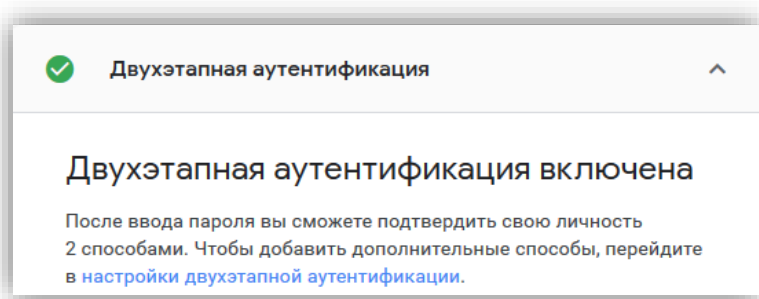 Двухэтапная аутентификация
Двухэтапная аутентификация включена
После ввода пароля вы сможете подтвердить свою личность
2 способами. Чтобы добавить дополнительные способы, перейдите
в настройки двухэтапной аутентификации.